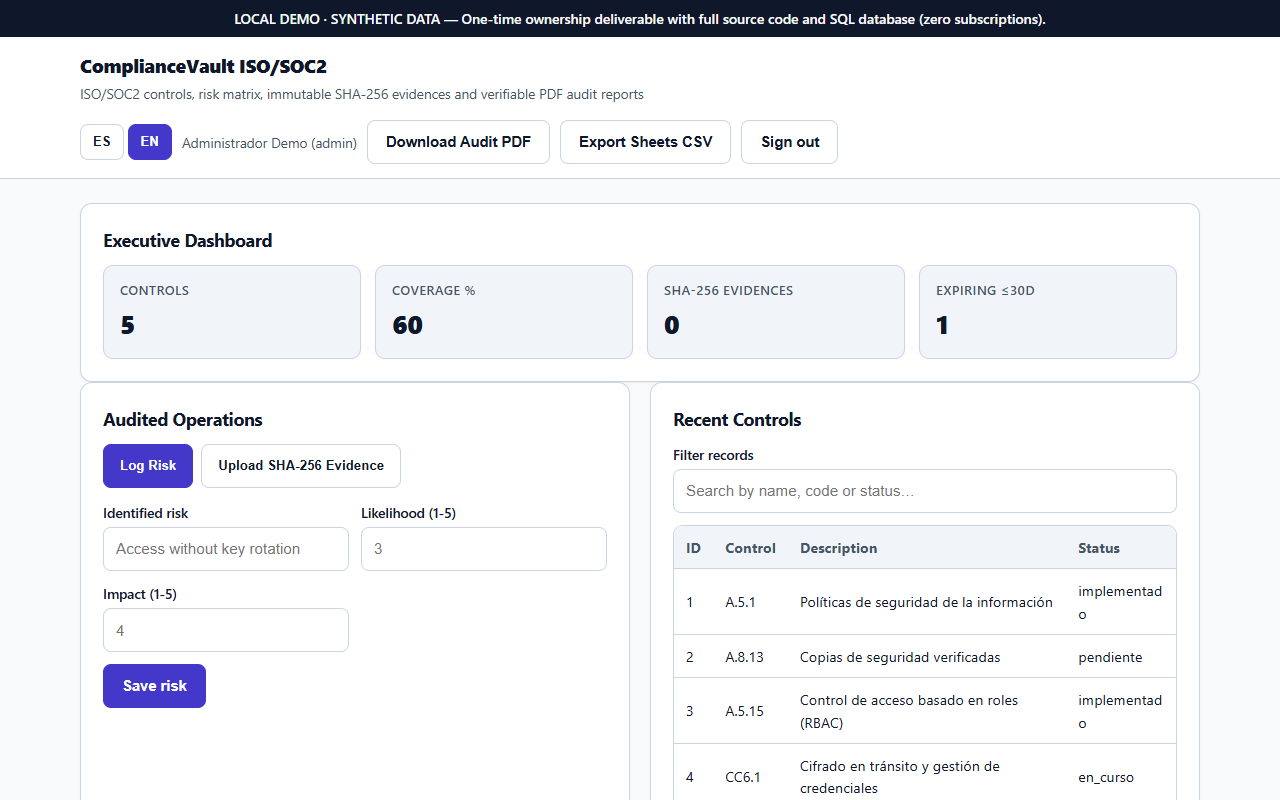 LOCAL DEMO · SYNTHETIC DATA — One-time ownership deliverable with full source code and SQL database (zero subscriptions).
ComplianceVault ISO/SOC2
ISO/SOC2 controls, risk matrix, immutable SHA-256 evidences and verifiable PDF audit reports
ES EN Administrador Demo (admin) Download Audit PDF Export Sheets CSV Sign out
Executive Dashboard
CONTROLS
5
COVERAGE %
60
SHA-256 EVIDENCES
0
EXPIRING ≤30D
1
Audited Operations
Log Risk Upload SHA-256 Evidence
Identified risk
Access without key rotation
Likelihood (1-5)
3
Impact (1-5)
4
Save risk
Recent Controls
Filter records
Search by name, code or status...
ID Control Description Status
1 A.5.1 Políticas de seguridad de la información implementad
o
2 A.8.13 Copias de seguridad verificadas pendiente
3 A.5.15 Control de acceso basado en roles
(RBAC) implementad
o
4 CC6.1 Cifrado en tránsito y gestión de
credenciales en_curso